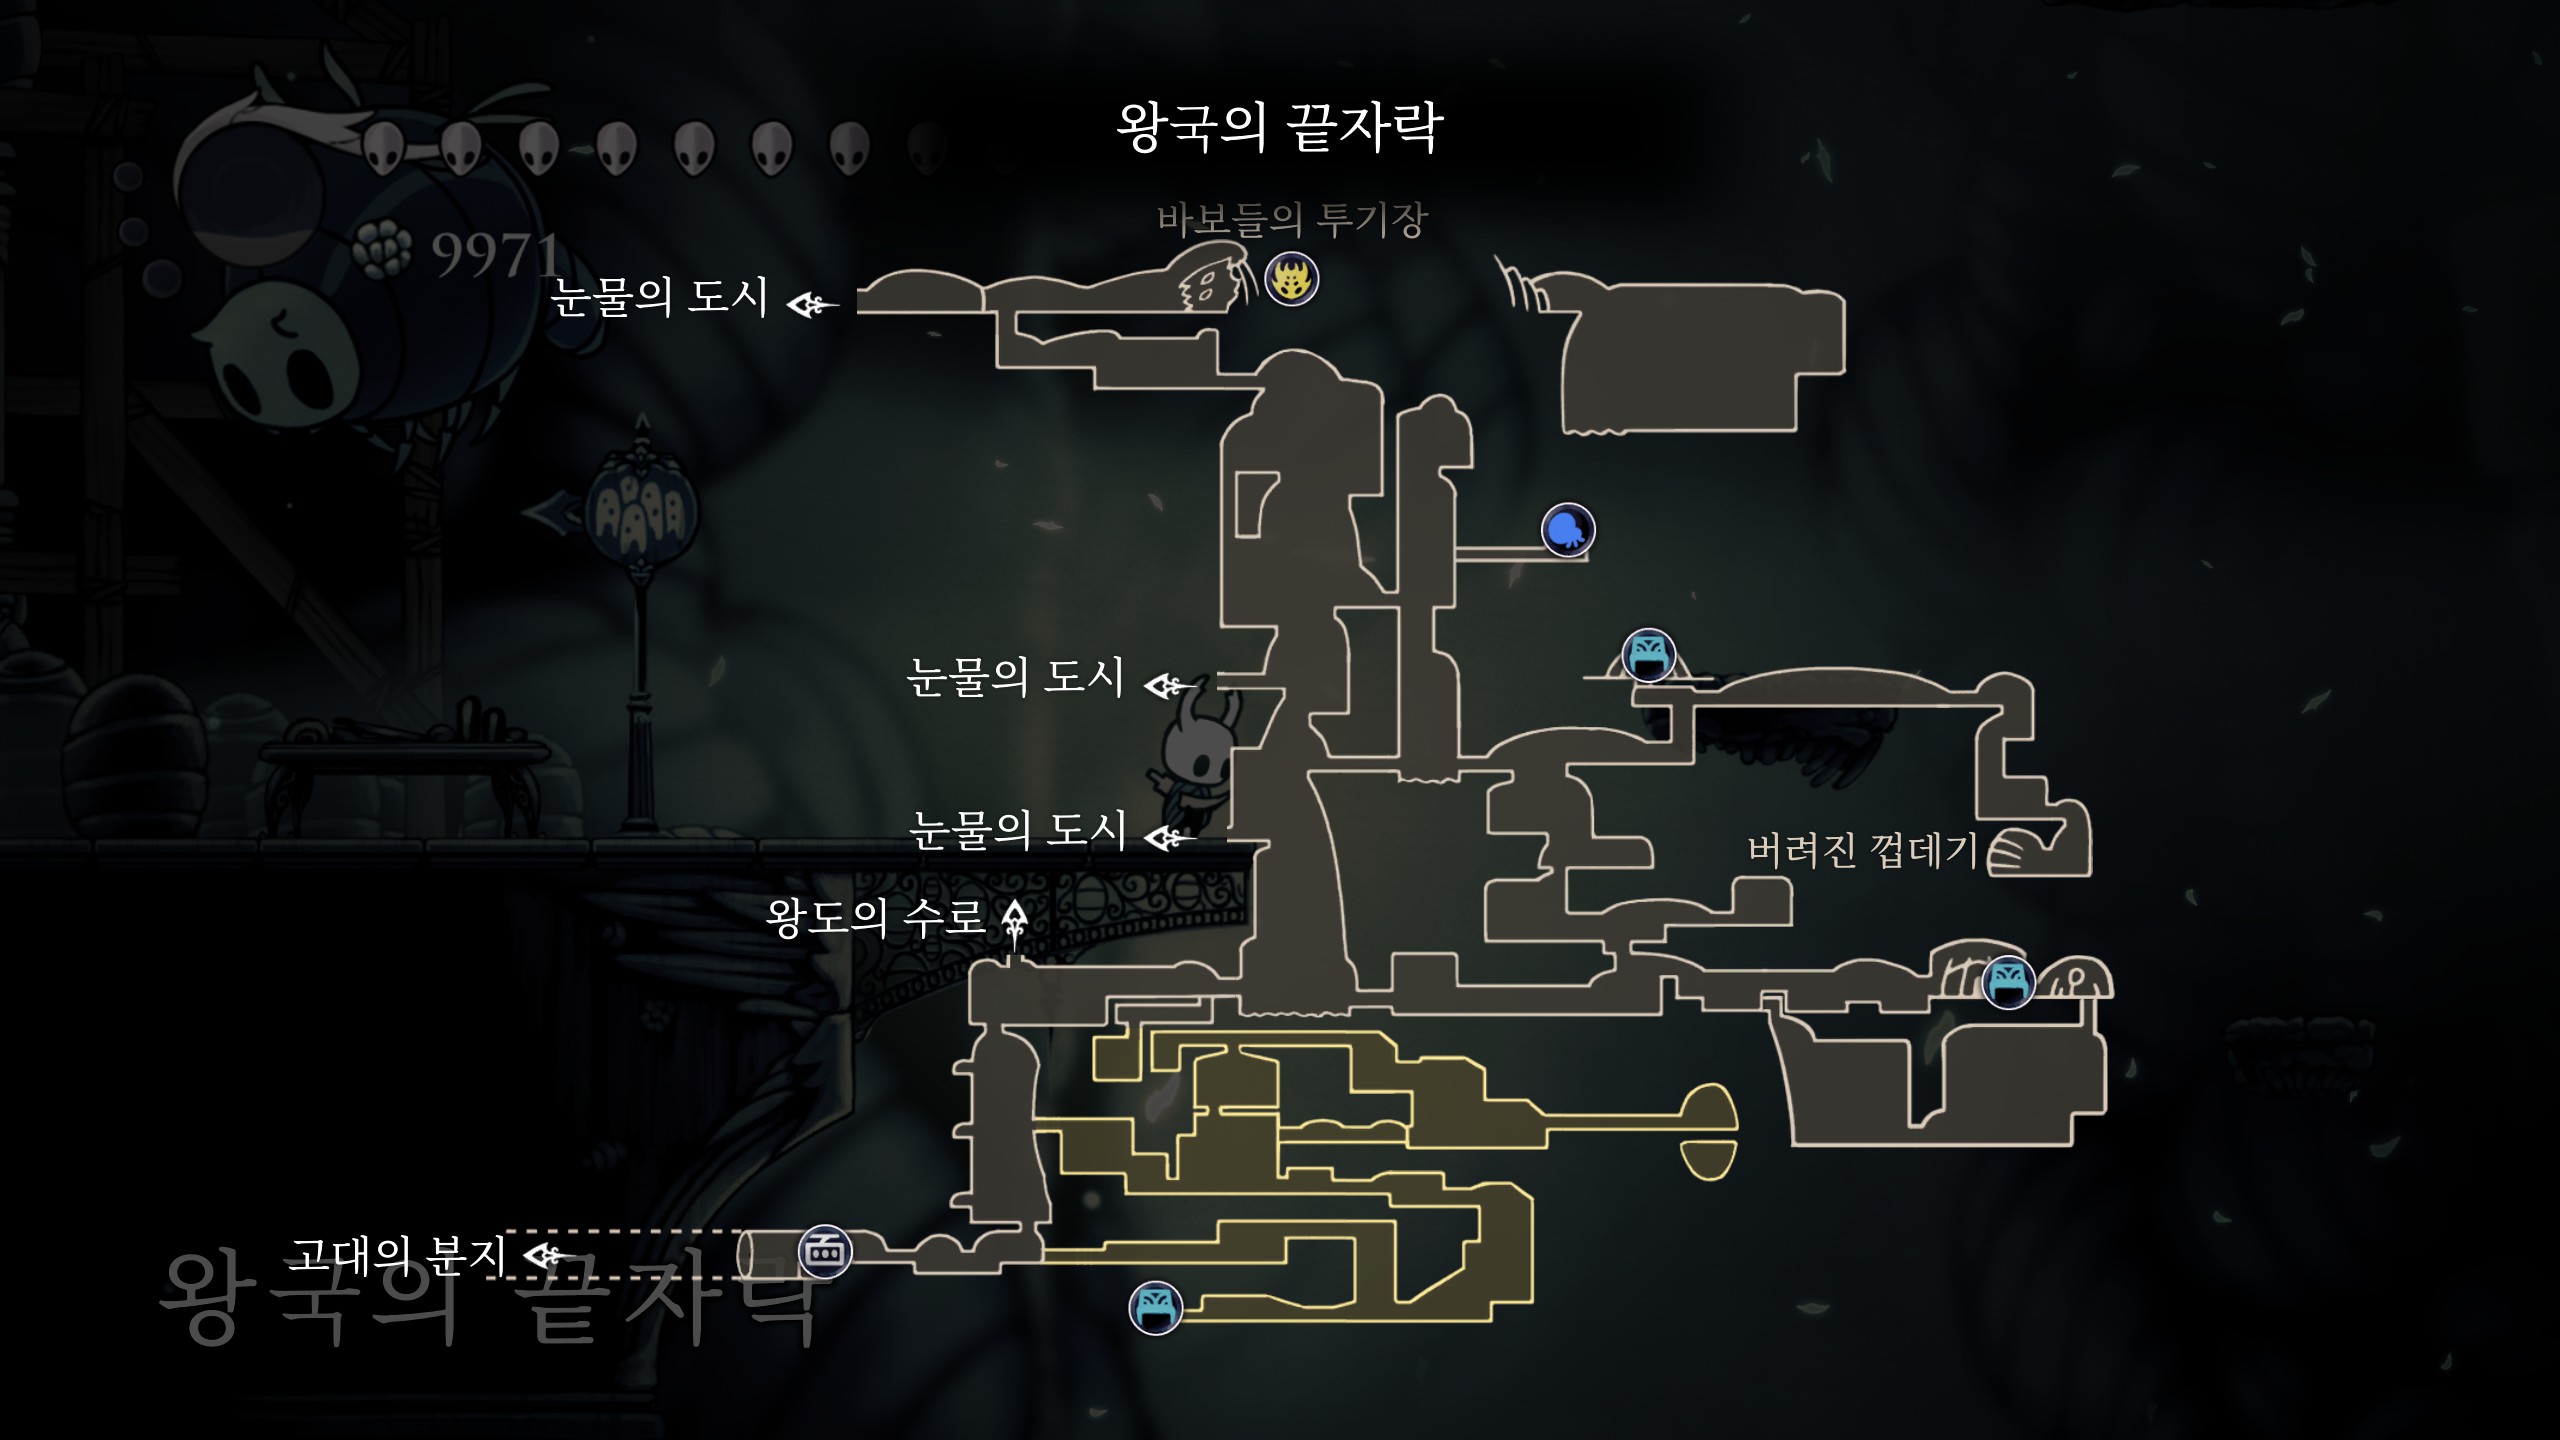 왕국의 끝자락
바보들의 투기장
9971
눈물의 도시
눈물의 도시
눈물의 도시
버려진 껍데기
왕도의 수로
고대의 분지
왕국의 끝자락